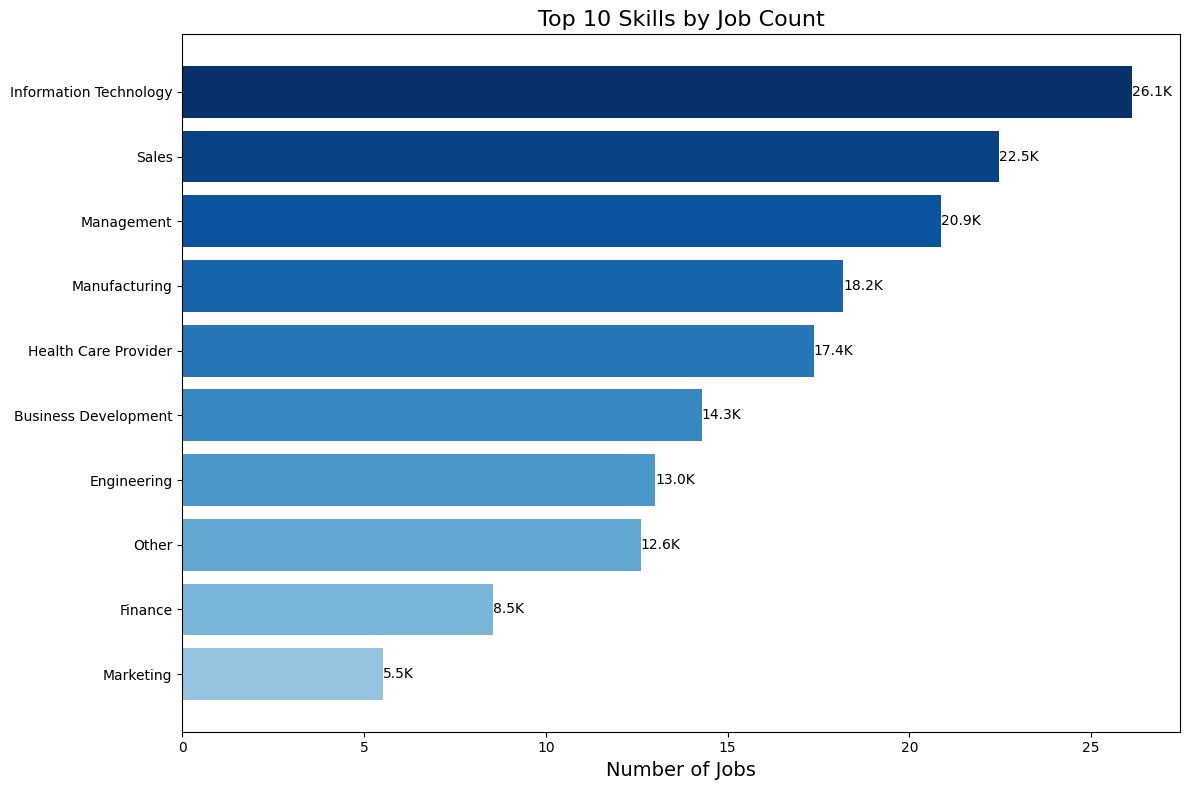 Top 10 Skills by Job Count
Information Technology 26.1K
Sales 22.5K
Management 20.9K
Manufacturing 18.2K
Health Care Provider 17.4K
Business Development 14.3K
Engineering 13.0K
Other 12.6K
Finance 8.5K
Marketing 5.5K
0 5 10 15 20 25
Number of Jobs